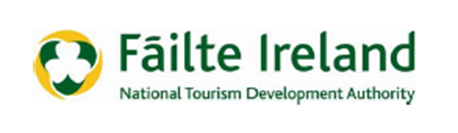 Fáilte Ireland
National Tourism Development Authority